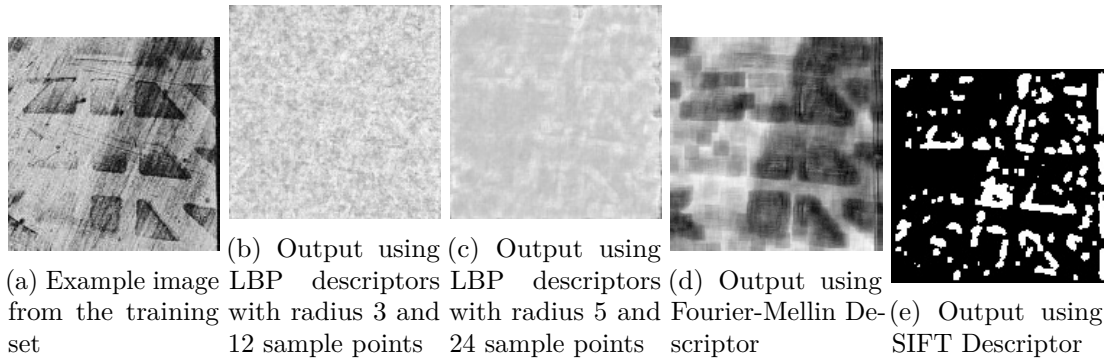 (a) Example image
from the training
set
(b) Output using
LBP descriptors
with radius 3 and
12 sample points
(c) Output using
LBP descriptors
with radius 5 and
24 sample points
(d) Output using
Fourier-Mellin De-
scriptor
(e) Output using
SIFT Descriptor